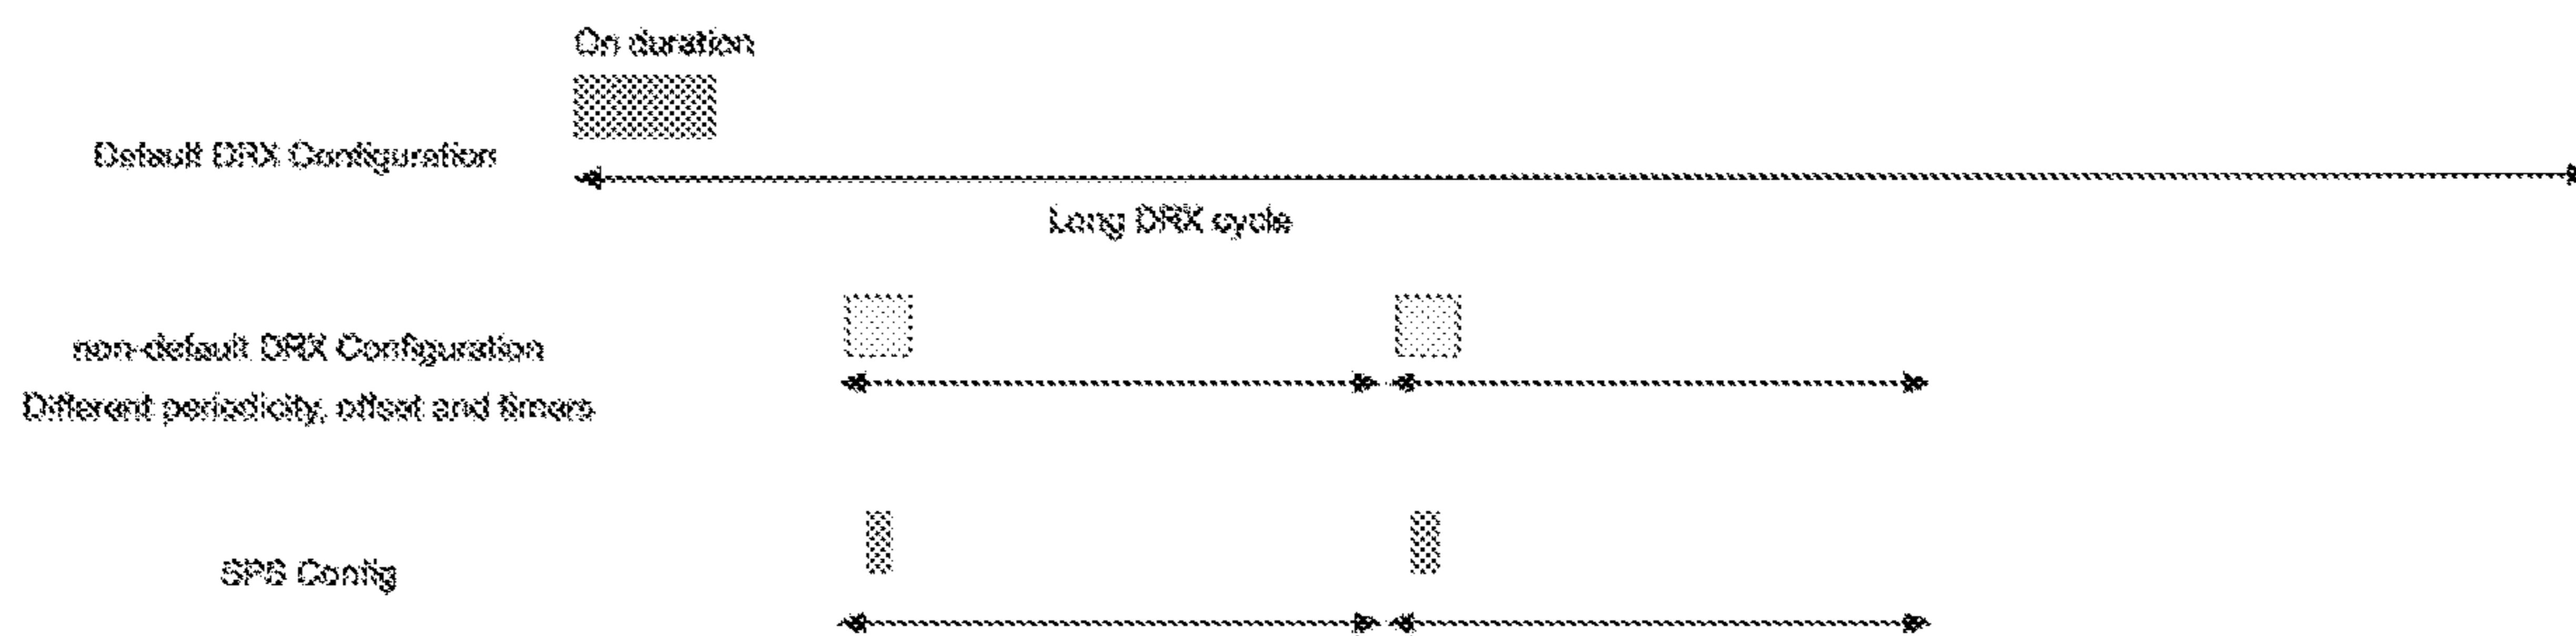 On duration
Default DRX Configuration
Long DRX cycle
non-default DRX Configuration
Different periodicity, offset and timers
SPS Config